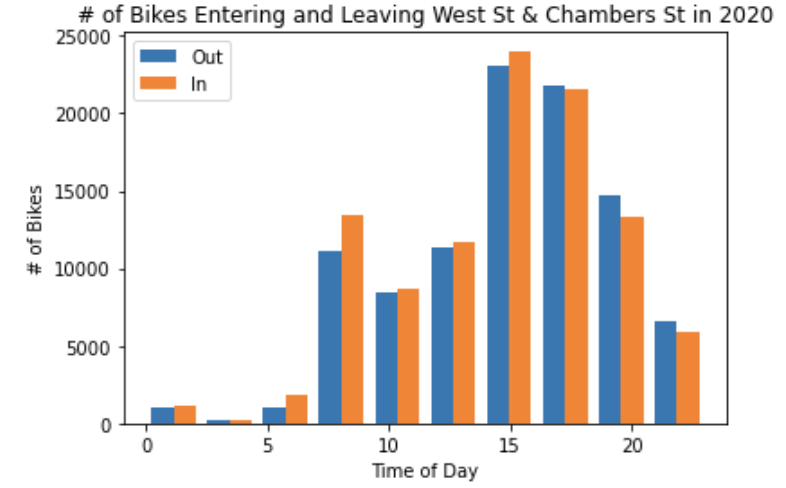 # of Bikes Entering and Leaving West St & Chambers St in 2020
Out
In
# of Bikes
25000
20000
15000
10000
5000
0
0 5 10 15 20
Time of Day